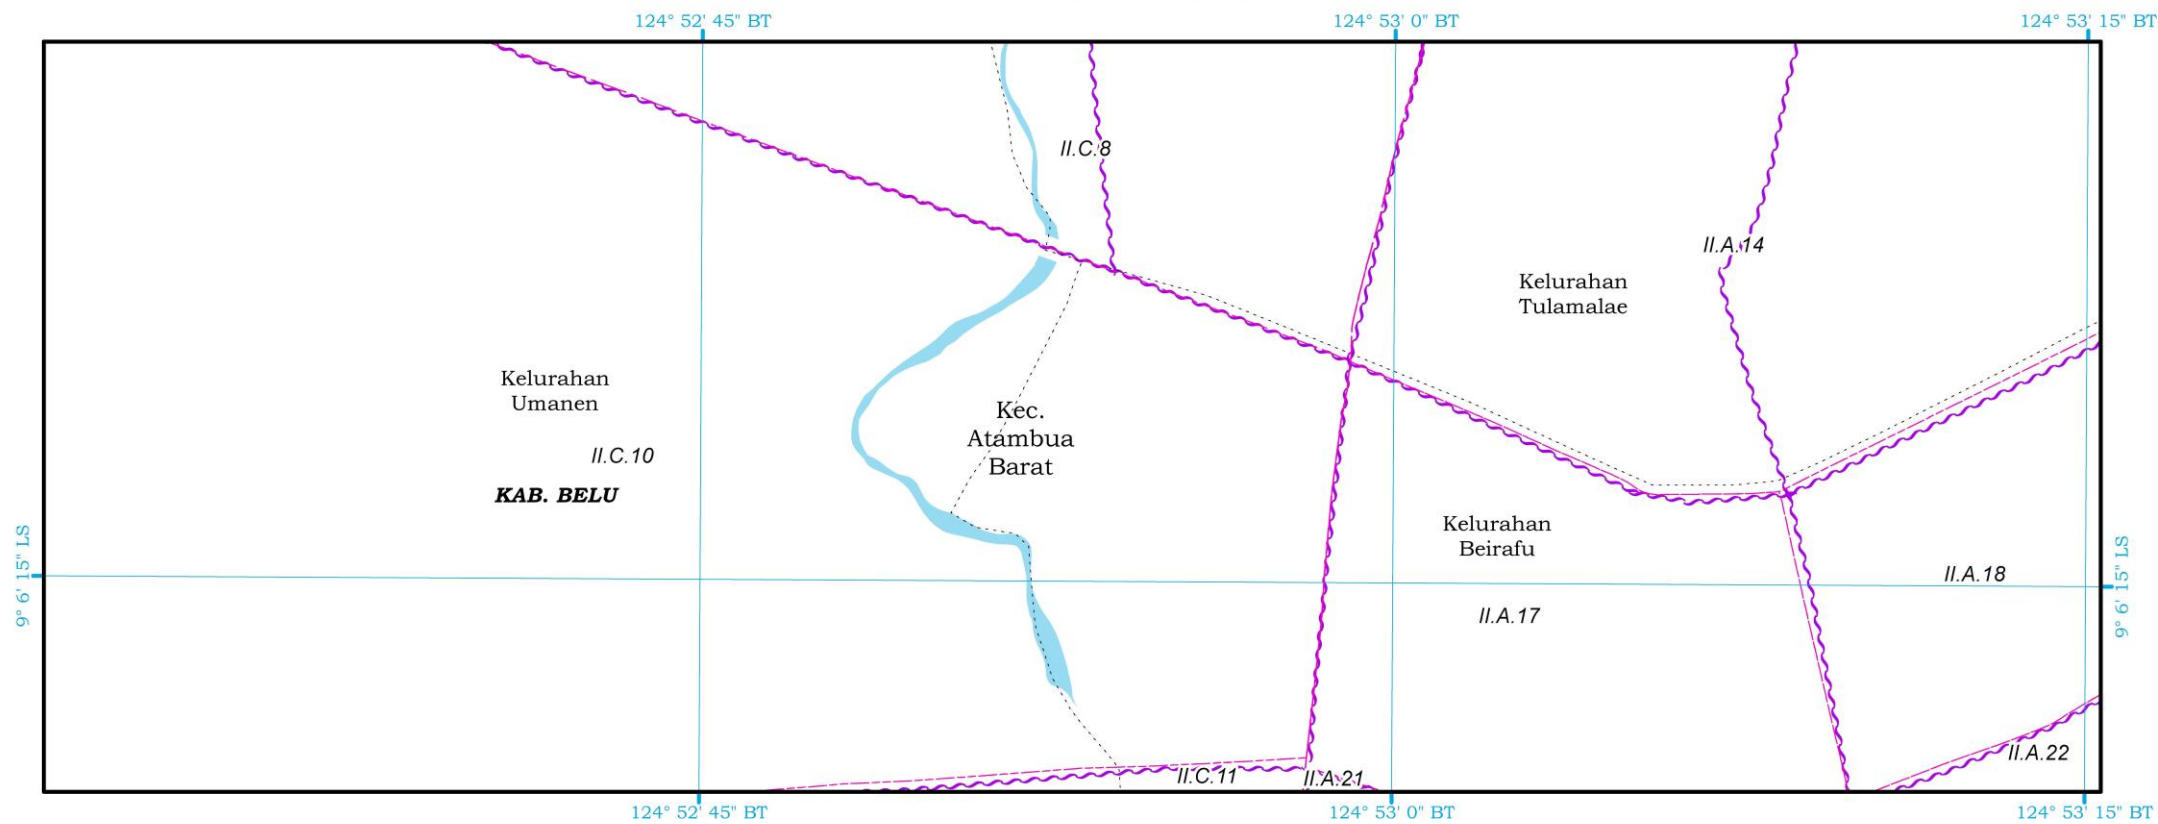 124° 52' 45" BT
124° 53' 0" BT
124° 53' 15" BT
II.C.8
II.A.14
Kelurahan
Tulamalae
Kelurahan
Umanen
Kec.
Atambua
Barat
II.C.10
KAB. BELU
Kelurahan
Beirafu
9° 6' 15" LS
9° 6' 15" LS
II.A.18
II.A.17
II.A.22
II.C.11
II.A.21
124° 52' 45" BT
124° 53' 0" BT
124° 53' 15" BT